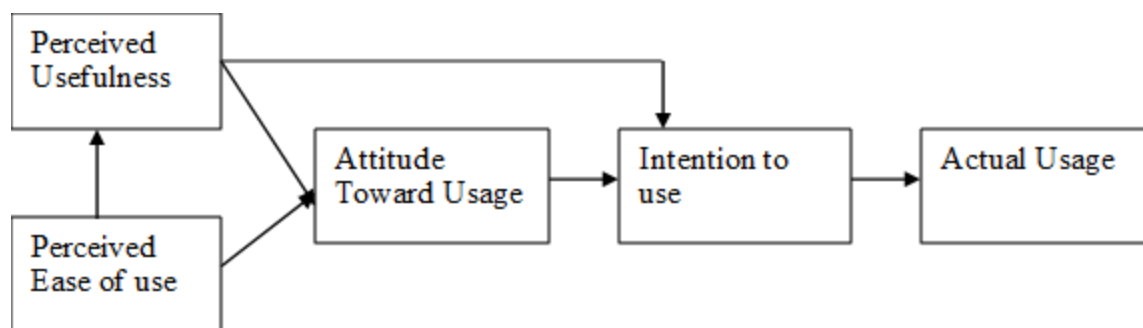 Perceived
Usefulness
Attitude
Toward Usage
Intention to
use
Actual Usage
Perceived
Ease of use